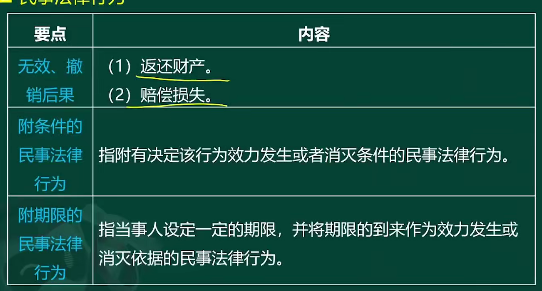 民事法律行为
要点 内容
无效、撤
销后果
（1）返还财产。
（2）赔偿损失。
附条件的
民事法律
行为
指附有决定该行为效力发生或者消灭条件的民事法律行为。
附期限的
民事法律
行为
指当事人设定一定的期限，并将期限的到来作为效力发生或
消灭依据的民事法律行为。